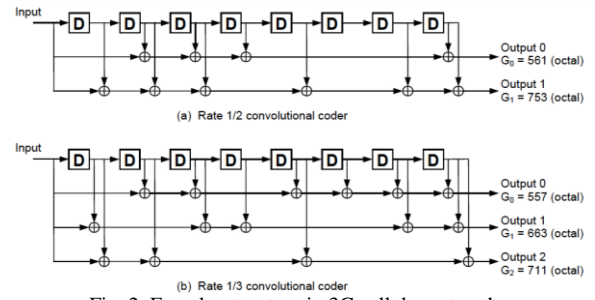 Input
D D D D D D D D
Output 0
G₀ = 561 (octal)
Output 1
G₁ = 753 (octal)
(a) Rate 1/2 convolutional coder
Input
D D D D D D D D
Output 0
G₀ = 557 (octal)
Output 1
G₁ = 663 (octal)
Output 2
G₂ = 711 (octal)
(b) Rate 1/3 convolutional coder